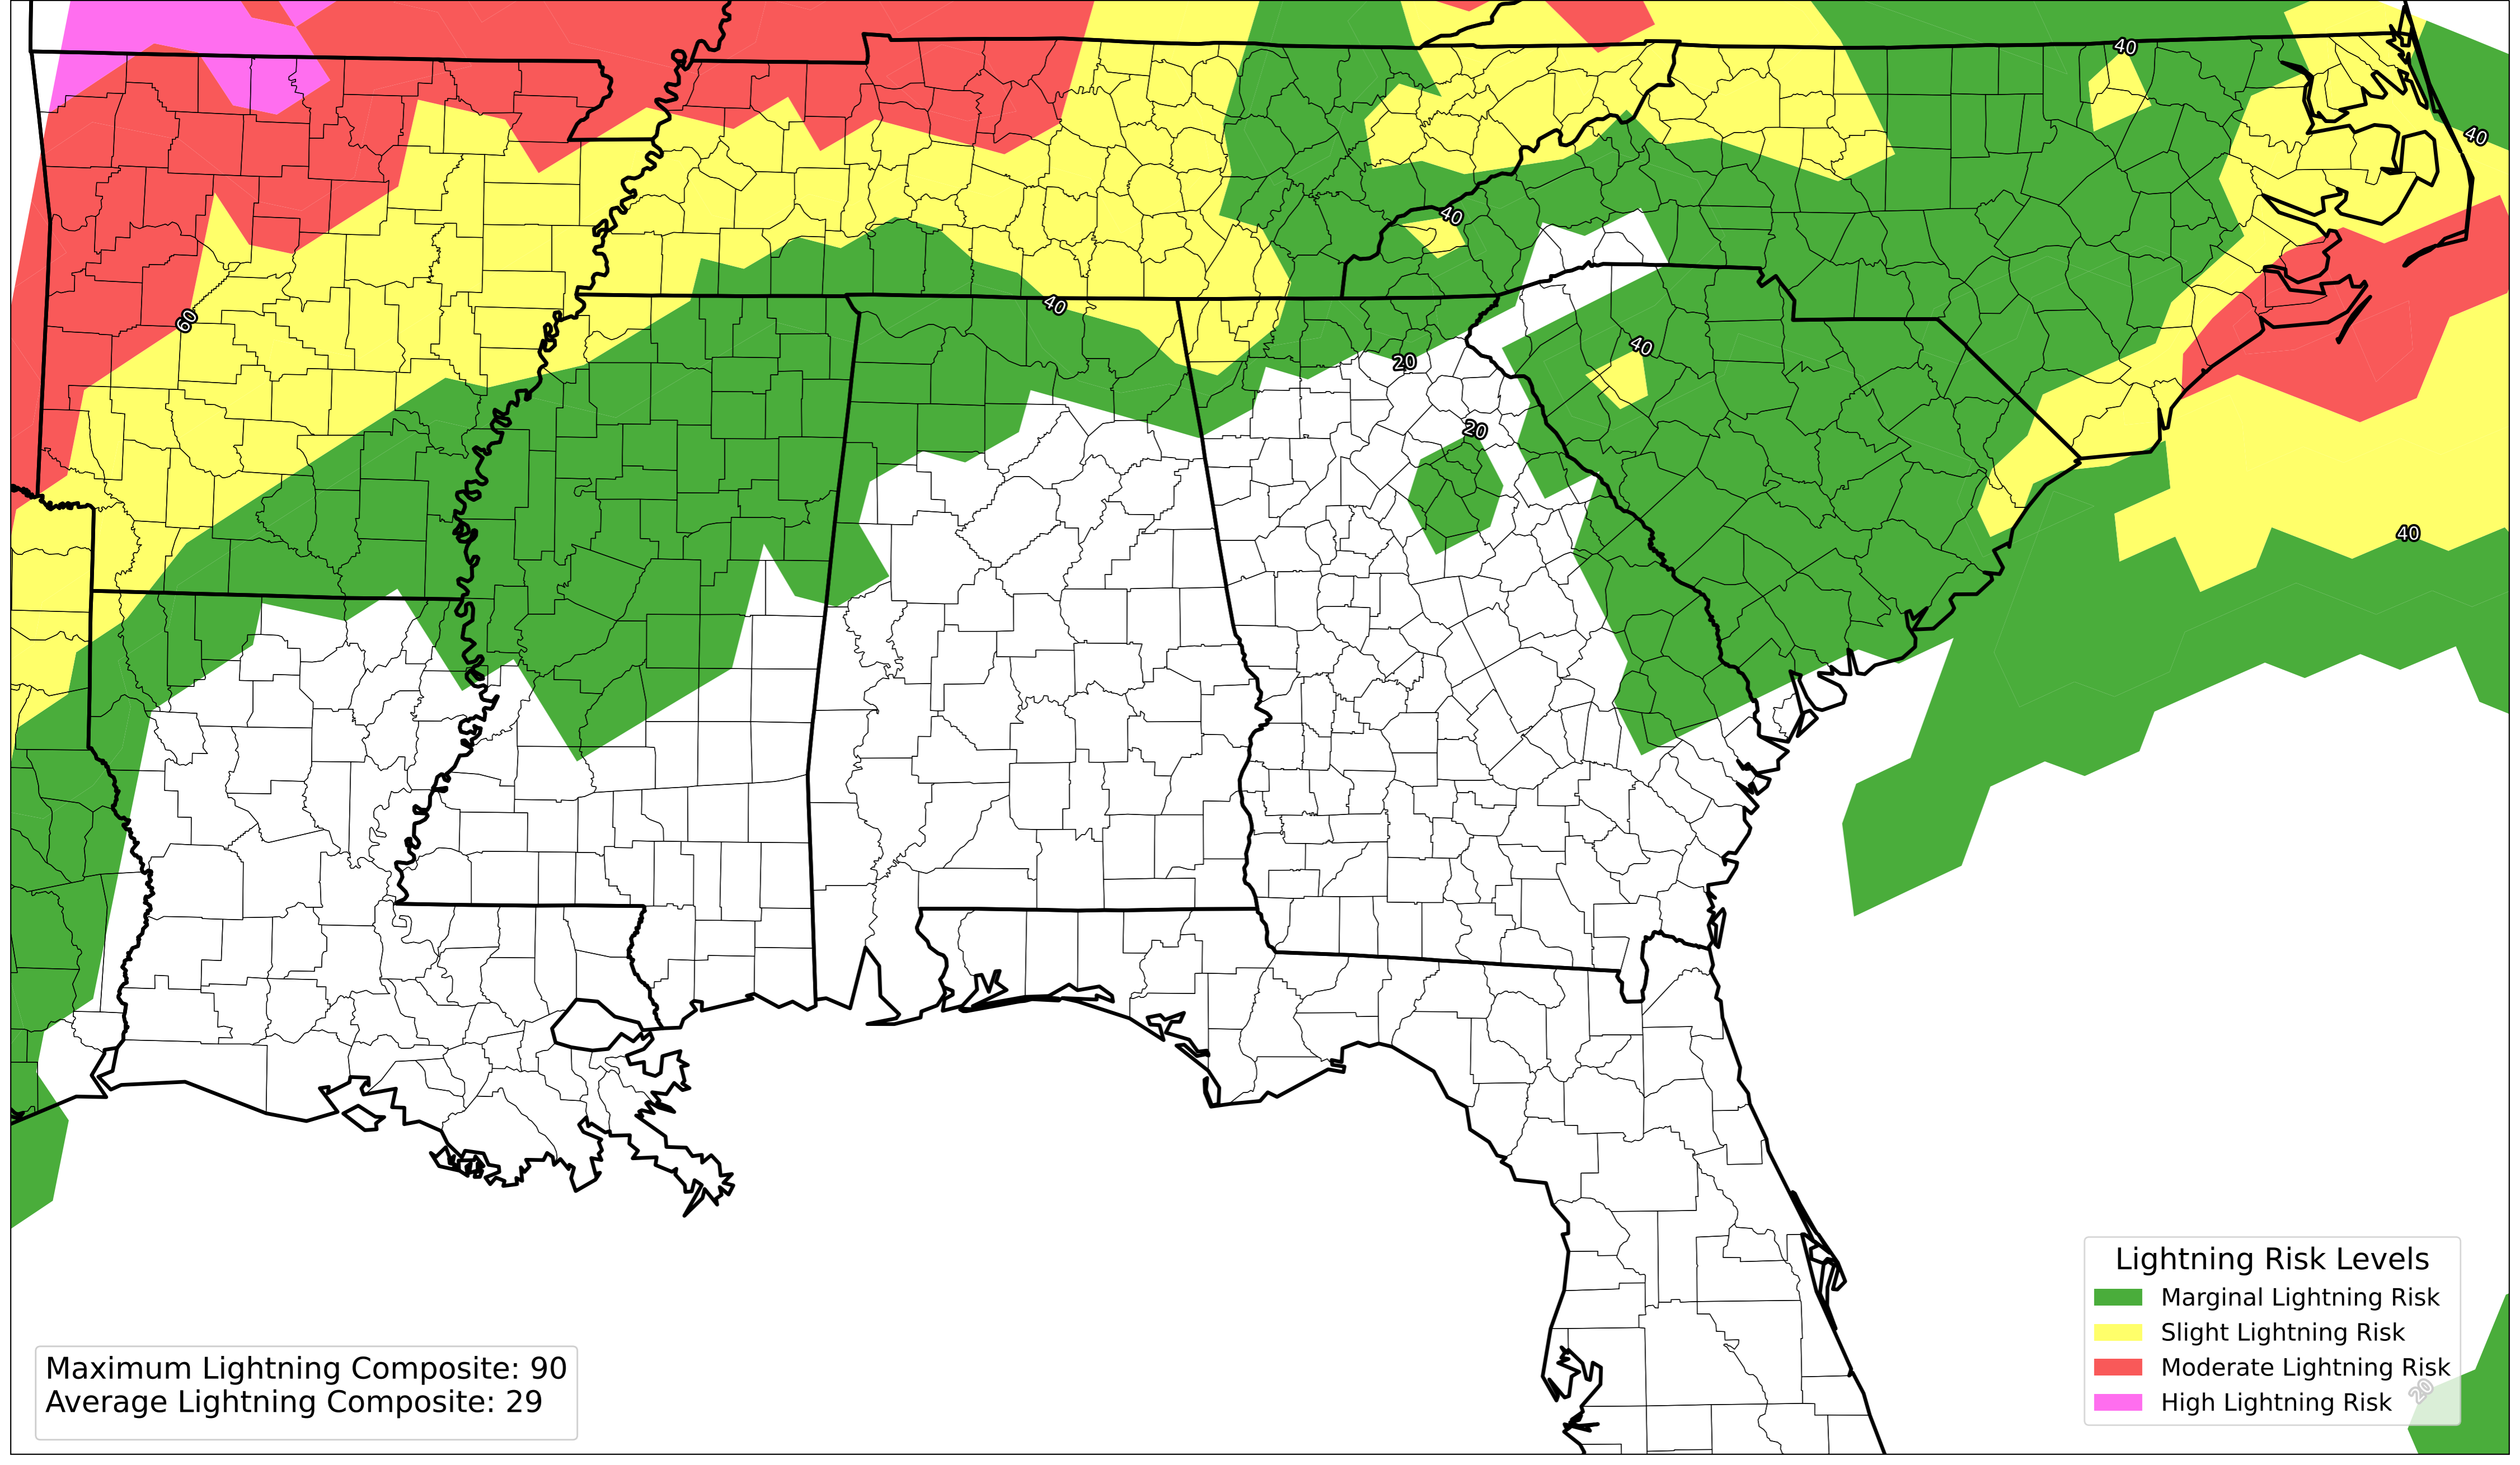 40
40
40
60
40
40
20
20
40
Lightning Risk Levels
Marginal Lightning Risk
Slight Lightning Risk
Moderate Lightning Risk
High Lightning Risk
20
Maximum Lightning Composite: 90
Average Lightning Composite: 29